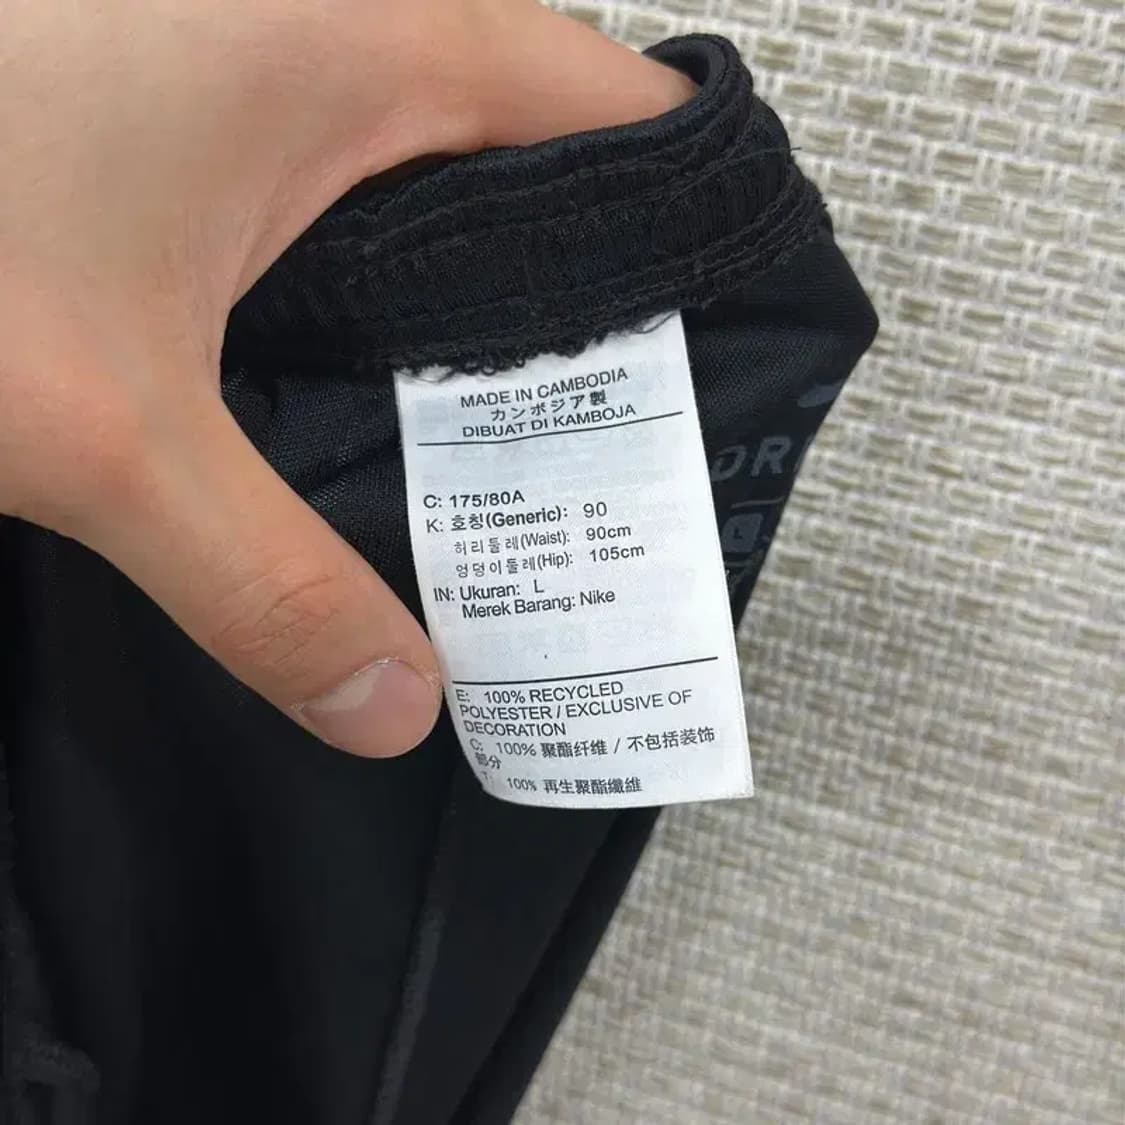 MADE IN CAMBODIA
カンボジア製
DIBUAT DI KAMBOJA
C: 175/80A
K: 호칭(Generic): 90
허리둘레(Waist): 90cm
엉덩이둘레(Hip): 105cm
IN: Ukuran: L
Merek Barang: Nike
E: 100% RECYCLED
POLYESTER / EXCLUSIVE OF
DECORATION
C: 100% 聚酯纤维 / 不包括装饰
部分
T: 100% 再生聚酯纖維
DRI
L